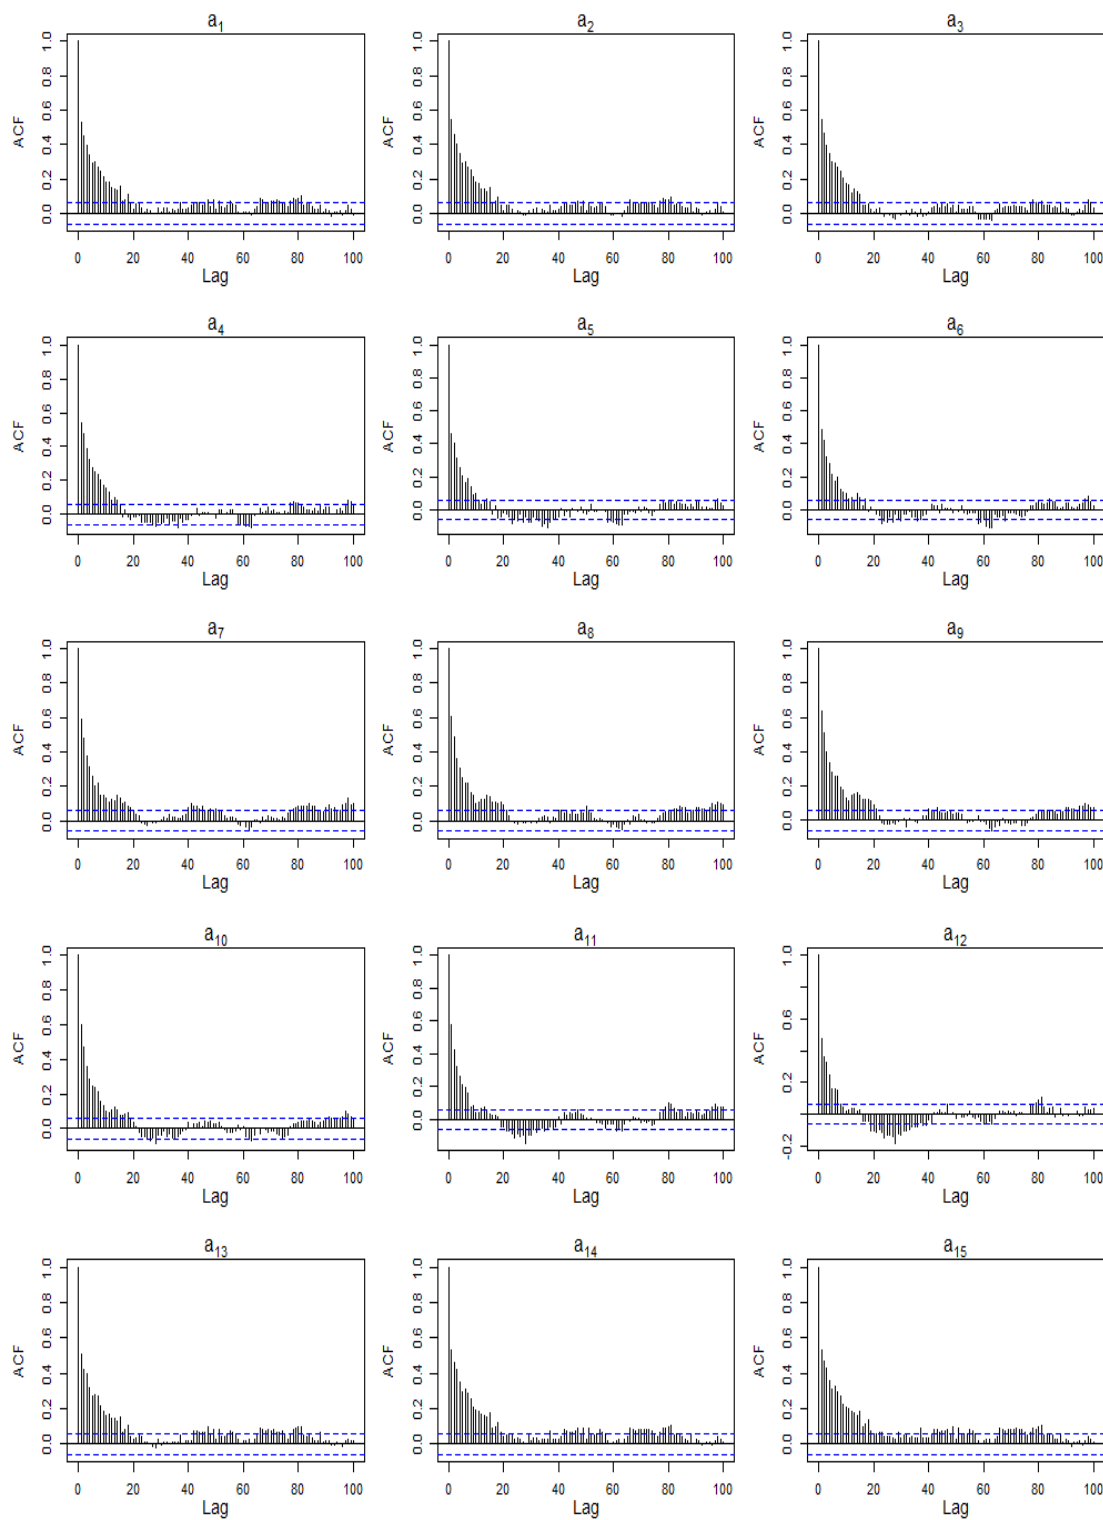 a1 a2 a3
ACF 0.0 0.2 0.4 0.6 0.8 1.0 ACF 0.0 0.2 0.4 0.6 0.8 1.0 ACF 0.0 0.2 0.4 0.6 0.8 1.0
0 20 40 60 80 100 0 20 40 60 80 100 0 20 40 60 80 100
Lag Lag Lag
a4 a5 a6
ACF 0.0 0.2 0.4 0.6 0.8 1.0 ACF 0.0 0.2 0.4 0.6 0.8 1.0 ACF 0.0 0.2 0.4 0.6 0.8 1.0
0 20 40 60 80 100 0 20 40 60 80 100 0 20 40 60 80 100
Lag Lag Lag
a7 a8 a9
ACF 0.0 0.2 0.4 0.6 0.8 1.0 ACF 0.0 0.2 0.4 0.6 0.8 1.0 ACF 0.0 0.2 0.4 0.6 0.8 1.0
0 20 40 60 80 100 0 20 40 60 80 100 0 20 40 60 80 100
Lag Lag Lag
a10 a11 a12
ACF 0.0 0.2 0.4 0.6 0.8 1.0 ACF 0.0 0.2 0.4 0.6 0.8 1.0 ACF -0.2 0.2 0.6 1.0
0 20 40 60 80 100 0 20 40 60 80 100 0 20 40 60 80 100
Lag Lag Lag
a13 a14 a15
ACF 0.0 0.2 0.4 0.6 0.8 1.0 ACF 0.0 0.2 0.4 0.6 0.8 1.0 ACF 0.0 0.2 0.4 0.6 0.8 1.0
0 20 40 60 80 100 0 20 40 60 80 100 0 20 40 60 80 100
Lag Lag Lag